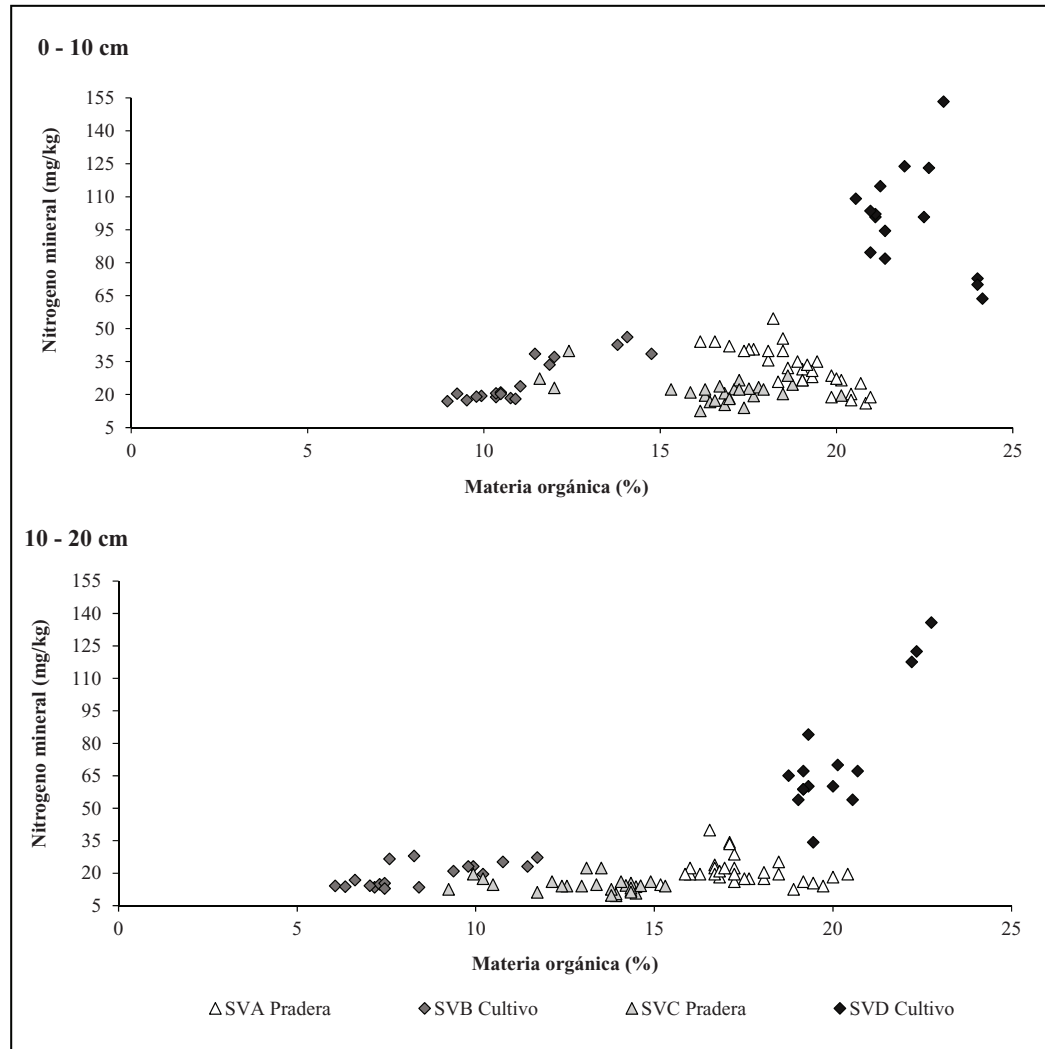 0 - 10 cm
Nitrogeno mineral (mg/kg)
155
140
125
110
95
80
65
50
35
20
5
0 5 10 15 20 25
Materia orgánica (%)
10 - 20 cm
Nitrogeno mineral (mg/kg)
155
140
125
110
95
80
65
50
35
20
5
0 5 10 15 20 25
Materia orgánica (%)
SVA Pradera SVB Cultivo SVC Pradera SVD Cultivo